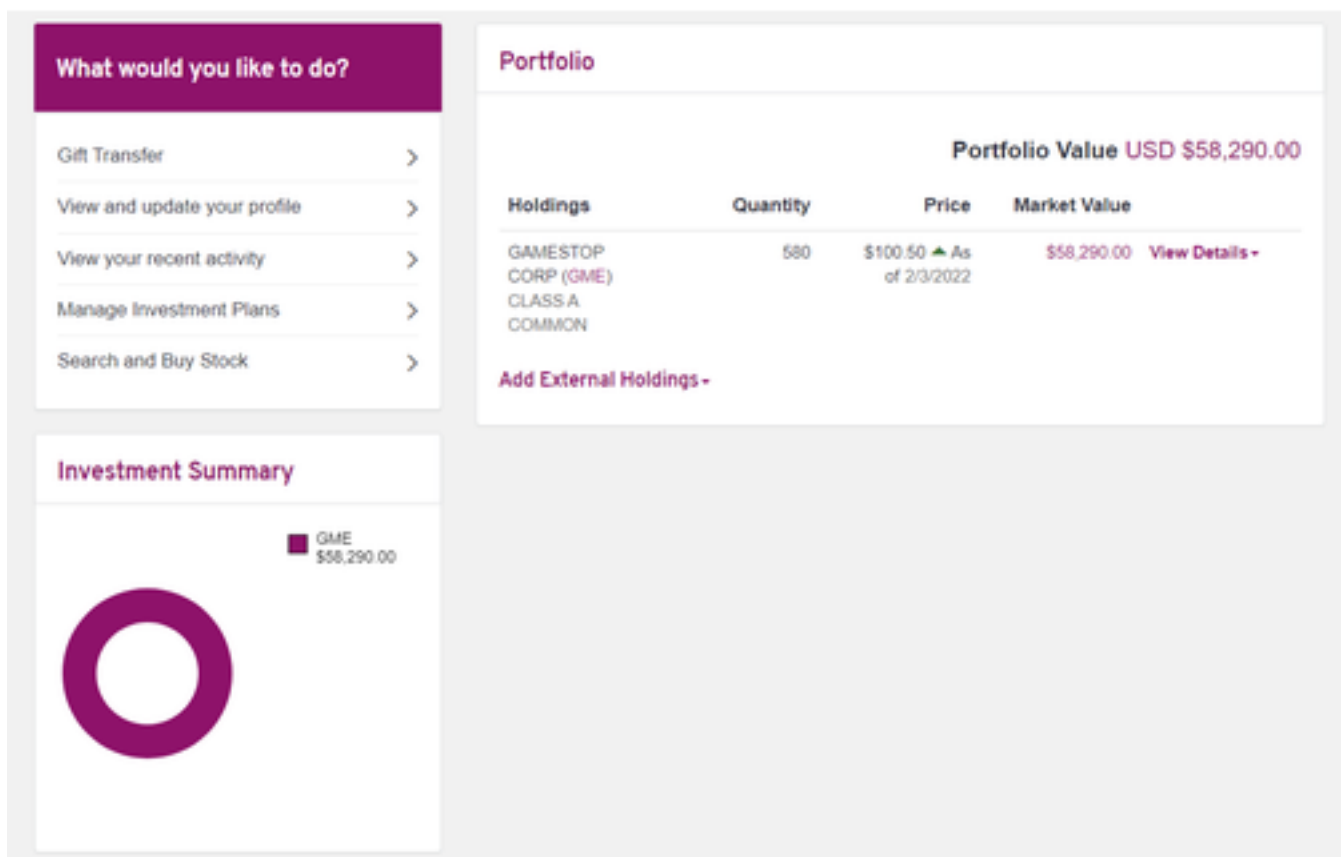 What would you like to do?
Gift Transfer
View and update your profile
View your recent activity
Manage Investment Plans
Search and Buy Stock
Portfolio
Portfolio Value USD $58,290.00
Holdings Quantity Price Market Value
GAMESTOP 580 $100.50 As $58,290.00 View Details
CORP (GME) of 2/3/2022
CLASS A
COMMON
Add External Holdings
Investment Summary
GME
$58,290.00